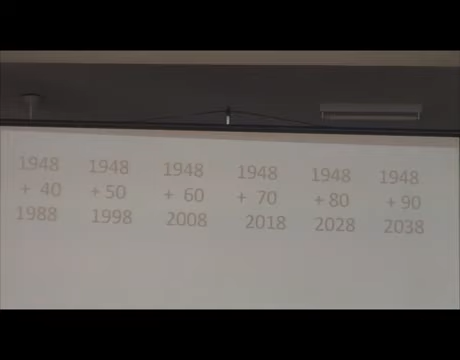 1948 1948 1948 1948 1948 1948
+ 40 + 50 + 60 + 70 + 80 + 90
1988 1998 2008 2018 2028 2038